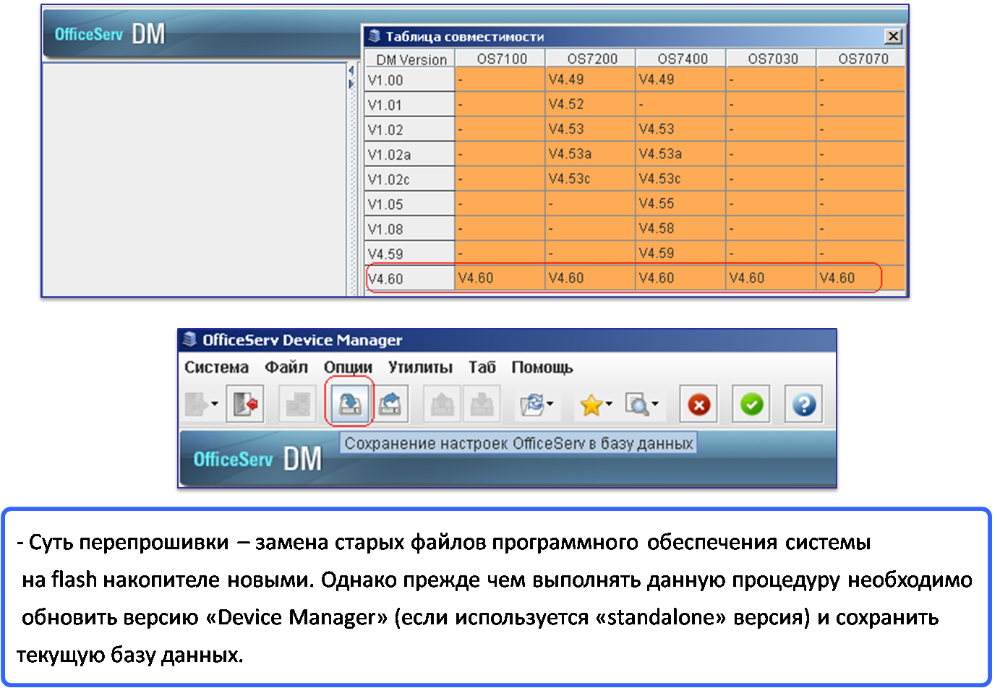 OfficeServ DM
Таблица совместимости
DM Version OS7100 OS7200 OS7400 OS7030 OS7070
V1.00 - V4.49 V4.49 - -
V1.01 - V4.52 - - -
V1.02 - V4.53 V4.53 - -
V1.02a - V4.53a V4.53a - -
V1.02c - V4.53c V4.53c - -
V1.05 - - V4.55 - -
V1.08 - - V4.58 - -
V4.59 - - V4.59 - -
V4.60 V4.60 V4.60 V4.60 V4.60 V4.60
OfficeServ Device Manager
Система Файл Опции Утилиты Таб Помощь
Сохранение настроек OfficeServ в базу данных
OfficeServ DM
- Суть перепрошивки – замена старых файлов программного обеспечения системы
на flash накопителе новыми. Однако прежде чем выполнять данную процедуру необходимо
обновить версию «Device Manager» (если используется «standalone» версия) и сохранить
текущую базу данных.